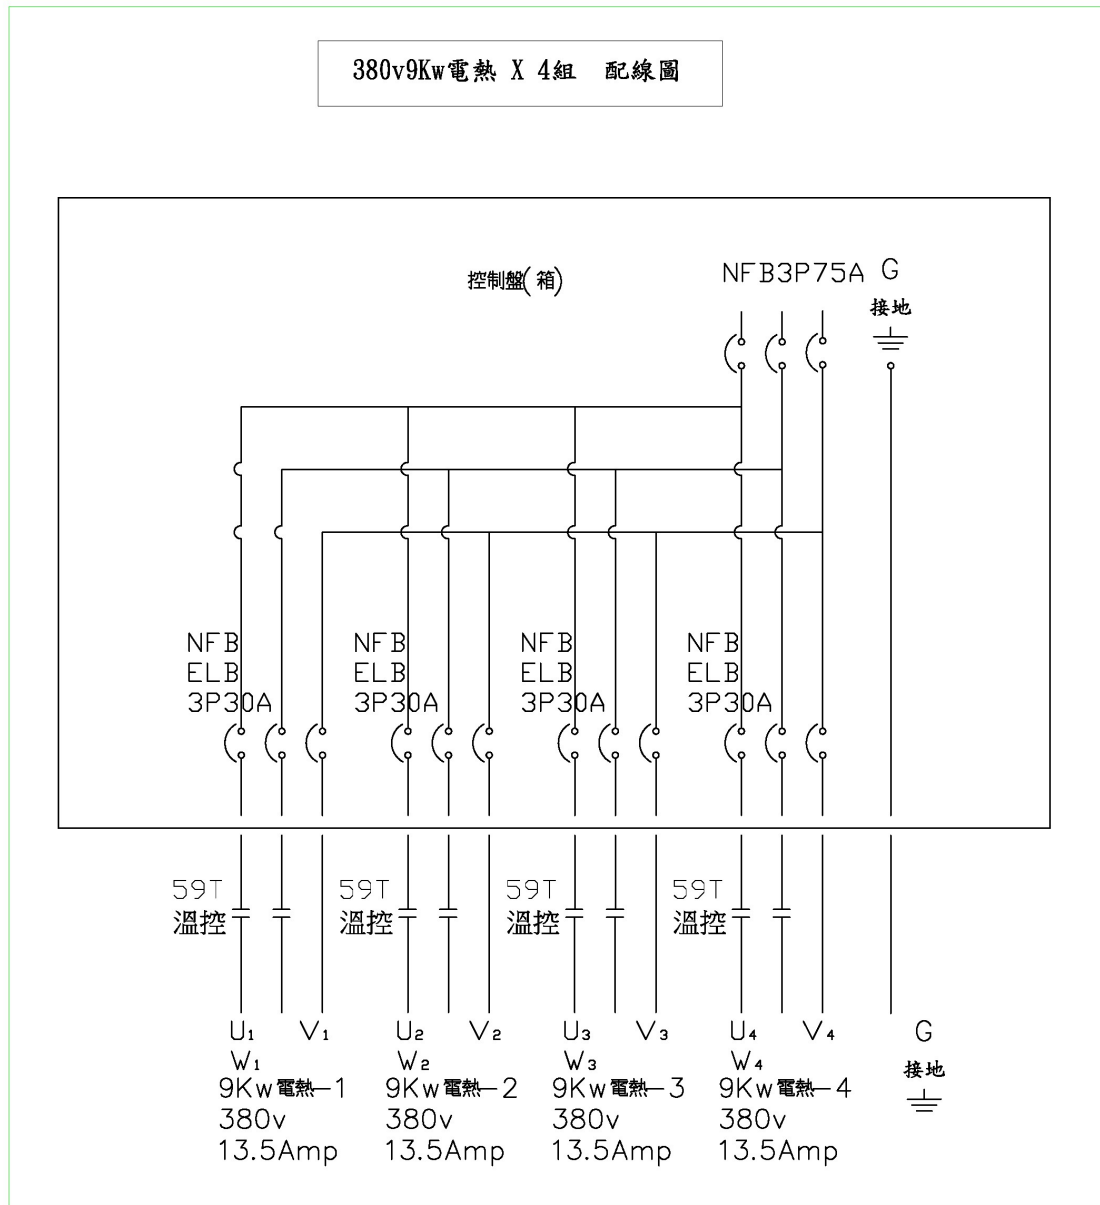 380v9Kw電熱 X 4組 配線圖
控制盤(箱)
NFB3P75A
G
接地
NFB
ELB
3P30A
NFB
ELB
3P30A
NFB
ELB
3P30A
NFB
ELB
3P30A
59T
溫控
59T
溫控
59T
溫控
59T
溫控
U1 V1
W1
9Kw電熱-1
380v
13.5Amp
U2 V2
W2
9Kw電熱-2
380v
13.5Amp
U3 V3
W3
9Kw電熱-3
380v
13.5Amp
U4 V4
W4
9Kw電熱-4
380v
13.5Amp
G
接地